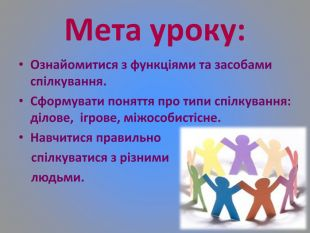 Мета уроку:
• Ознайомитися з функціями та засобами
спілкування.
• Сформувати поняття про типи спілкування:
ділове, ігрове, міжособистісне.
• Навчитися правильно
спілкуватися з різними
людьми.